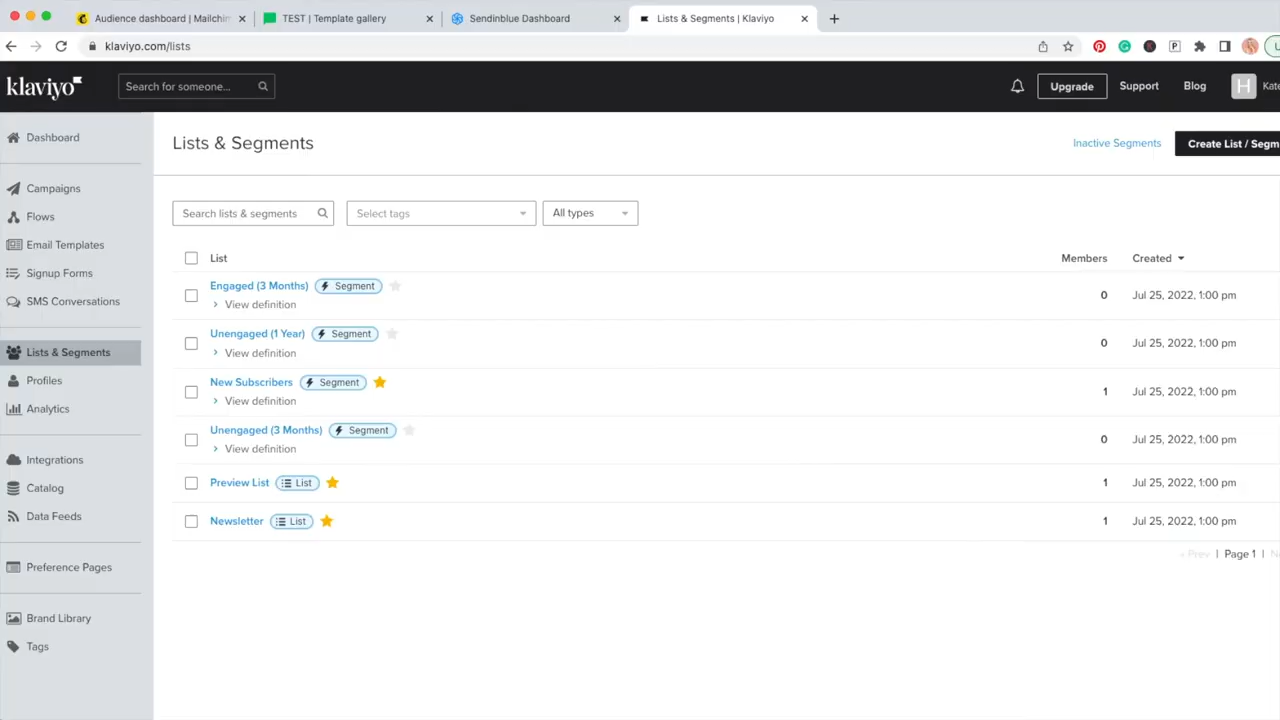 Audience dashboard | Mailchim
TEST | Template gallery
Sendinblue Dashboard
Lists & Segments | Klaviyo
klaviyo.com/lists
klaviyo
Search for someone...
Upgrade
Support
Blog
H
Kate
Dashboard
Campaigns
Flows
Email Templates
Signup Forms
SMS Conversations
Lists & Segments
Profiles
Analytics
Integrations
Catalog
Data Feeds
Preference Pages
Brand Library
Tags
Lists & Segments
Inactive Segments
Create List / Segm
Search lists & segments
Select tags
All types
List
Members
Created
Engaged (3 Months)
Segment
View definition
0
Jul 25, 2022, 1:00 pm
Unengaged (1 Year)
Segment
View definition
0
Jul 25, 2022, 1:00 pm
New Subscribers
Segment
View definition
1
Jul 25, 2022, 1:00 pm
Unengaged (3 Months)
Segment
View definition
0
Jul 25, 2022, 1:00 pm
Preview List
List
1
Jul 25, 2022, 1:00 pm
Newsletter
List
1
Jul 25, 2022, 1:00 pm
« Prev | Page 1 |